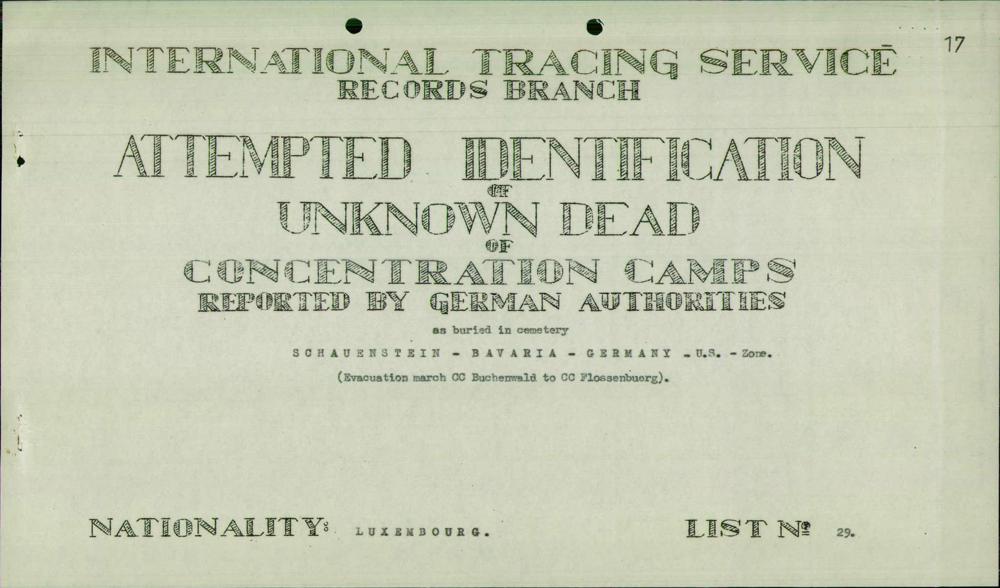 17
INTERNATIONAL TRACING SERVICE
RECORDS BRANCH
ATTEMPTED IDENTIFICATION
OF
UNKNOWN DEAD
OF
CONCENTRATION CAMPS
REPORTED BY GERMAN AUTHORITIES
as buried in cemetery
SCHAUENSTEIN - BAVARIA - GERMANY - U.S. - Zone.
(Evacuation march CC Buchenwald to CC Flossenbuerg).
NATIONALITY: LUXEMBOURG. LIST Nº 29.